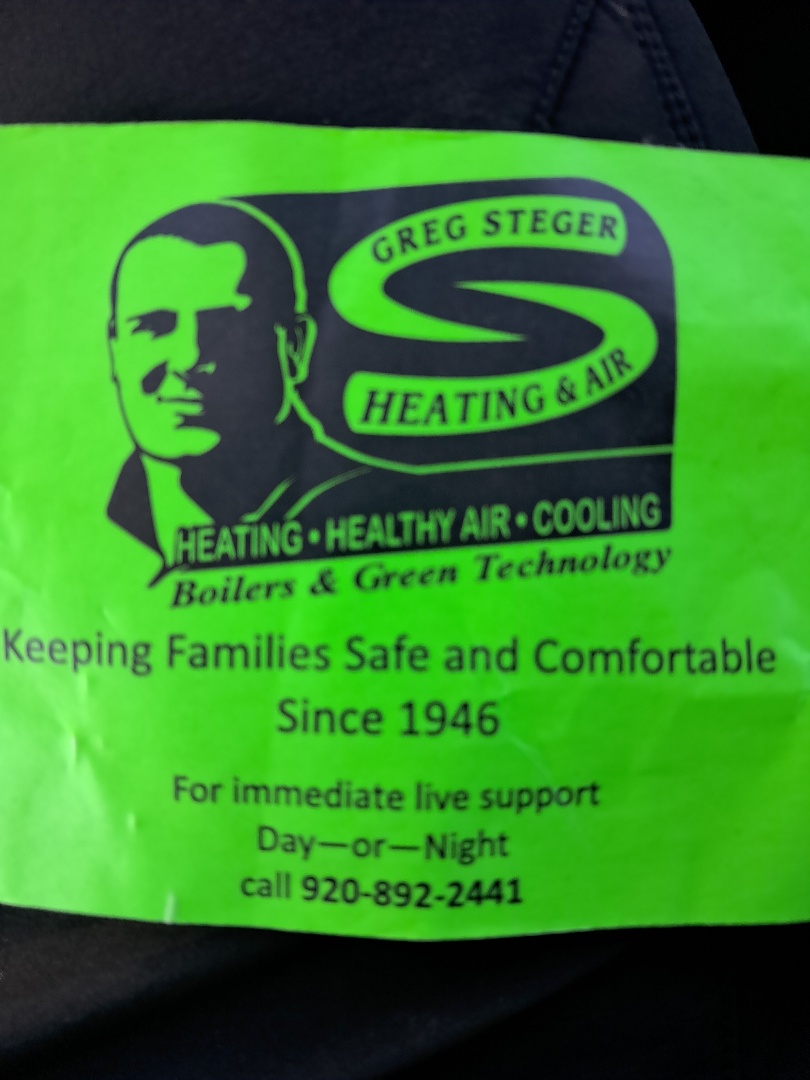 GREG STEGER
HEATING & AIR
HEATING • HEALTHY AIR • COOLING
Boilers & Green Technology
Keeping Families Safe and Comfortable
Since 1946
For immediate live support
Day—or—Night
call 920-892-2441